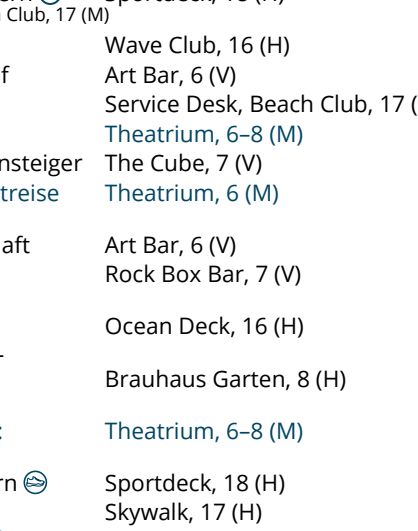 Club, 17 (M)
Wave Club, 16 (H)
Art Bar, 6 (V)
Service Desk, Beach Club, 17 (
Theatrium, 6–8 (M)
nsteiger The Cube, 7 (V)
treise Theatrium, 6 (M)
aft Art Bar, 6 (V)
Rock Box Bar, 7 (V)
Ocean Deck, 16 (H)
Brauhaus Garten, 8 (H)
: Theatrium, 6–8 (M)
rn Sportdeck, 18 (H)
Skywalk, 17 (H)